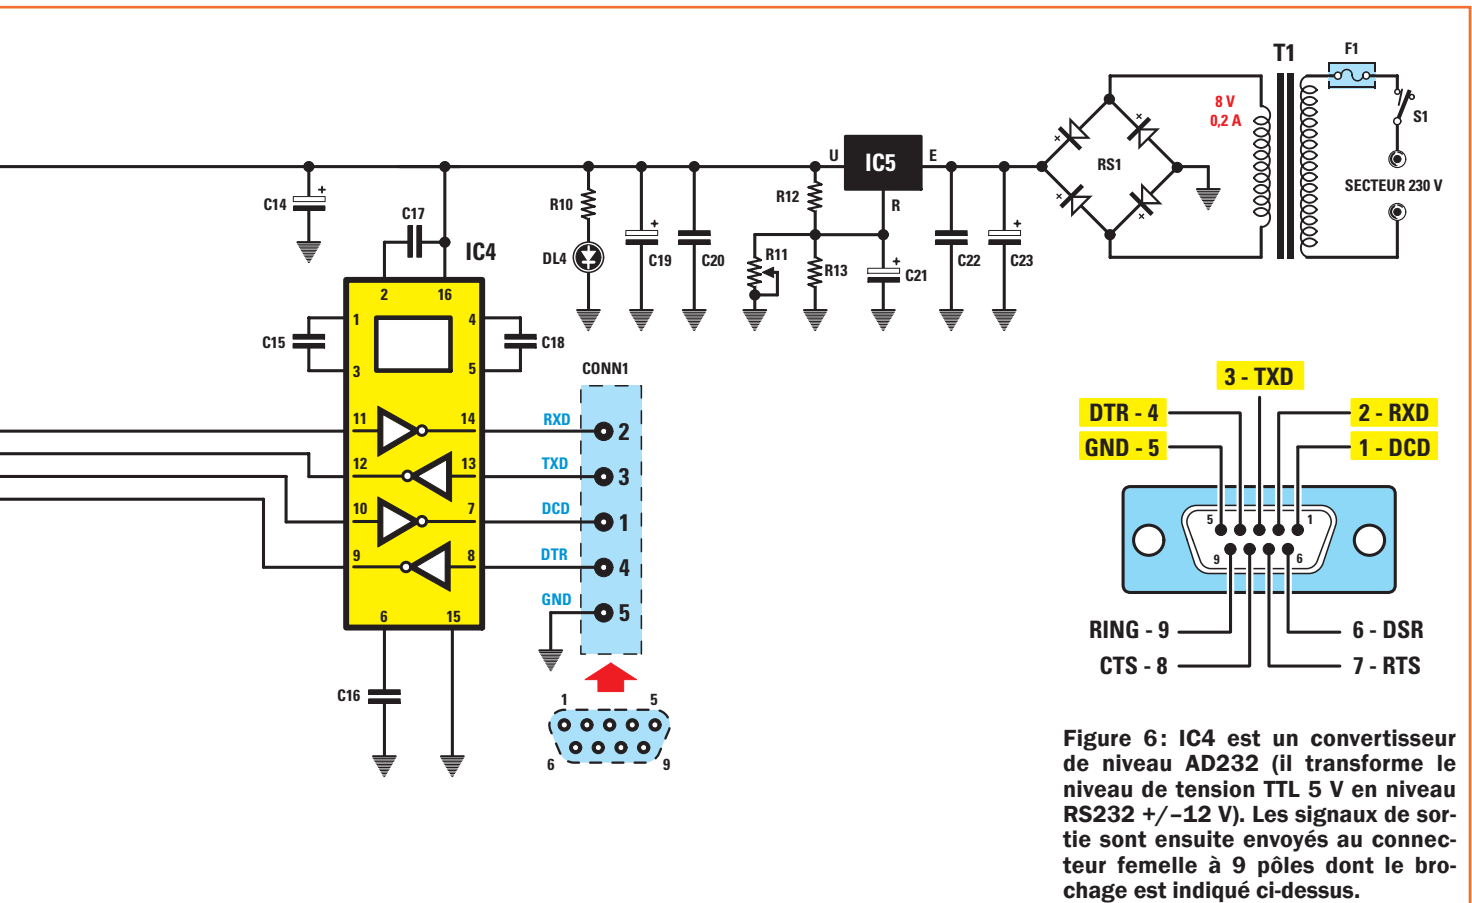 T1
F1
8 V
0,2 A
S1
RS1
SECTEUR 230 V
U
IC5
E
R
R12
R11
R13
C21
C22
C23
C14
+
C17
IC4
R10
DL4
C19
+
C20
+
+
2
16
1
4
C15
C18
3
5
CONN1
11
14
RXD
2
12
13
TXD
3
10
7
DCD
1
9
8
DTR
4
GND
5
6
15
C16
1
5
6
9
3 - TXD
DTR - 4
2 - RXD
GND - 5
1 - DCD
5
1
9
6
RING - 9
6 - DSR
CTS - 8
7 - RTS
Figure 6: IC4 est un convertisseur
de niveau AD232 (il transforme le
niveau de tension TTL 5 V en niveau
RS232 +/–12 V). Les signaux de sor-
tie sont ensuite envoyés au connec-
teur femelle à 9 pôles dont le bro-
chage est indiqué ci-dessus.